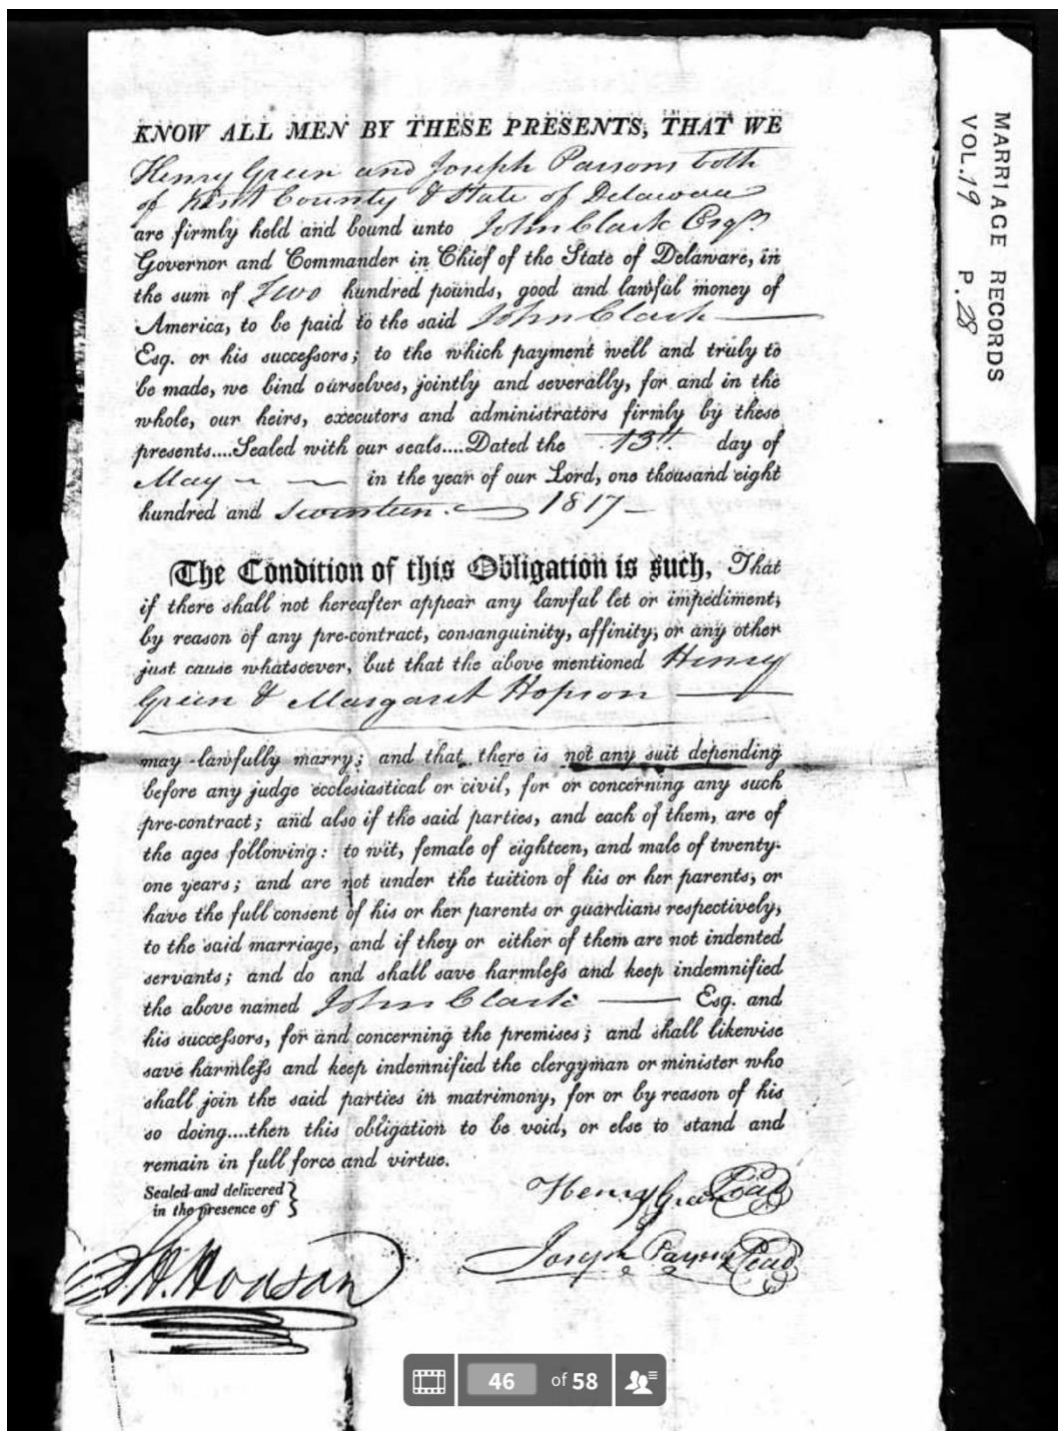 KNOW ALL MEN BY THESE PRESENTS, THAT WE
Henry Green and Joseph Parsons both
of Kent County & State of Delaware
are firmly held and bound unto John Clark Esqr.
Governor and Commander in Chief of the State of Delaware, in
the sum of Two hundred pounds, good and lawful money of
America, to be paid to the said John Clark
Esq. or his succeſsors; to the which payment well and truly to
be made, we bind ourselves, jointly and severally, for and in the
whole, our heirs, executors and administrators firmly by these
presents....Sealed with our seals....Dated the 13th day of
May in the year of our Lord, one thousand eight
hundred and Seventeen. 1817
The Condition of this Obligation is such, That
if there shall not hereafter appear any lawful let or impediment,
by reason of any pre-contract, consanguinity, affinity, or any other
just cause whatsoever, but that the above mentioned Henry
Green & Margaret Hopson
may lawfully marry; and that there is not any suit depending
before any judge ecclesiastical or civil, for or concerning any such
pre-contract; and also if the said parties, and each of them, are of
the ages following: to wit, female of eighteen, and male of twenty-
one years; and are not under the tuition of his or her parents, or
have the full consent of his or her parents or guardians respectively,
to the said marriage, and if they or either of them are not indented
servants; and do and shall save harmleſs and keep indemnified
the above named John Clark Esq. and
his succeſsors, for and concerning the premises; and shall likewise
save harmleſs and keep indemnified the clergyman or minister who
shall join the said parties in matrimony, for or by reason of his
so doing....then this obligation to be void, or else to stand and
remain in full force and virtue.
Sealed and delivered
in the presence of
Henry Green Seal
Joseph Parsons Seal
MARRIAGE RECORDS
VOL. 19 P. 28
46 of 58